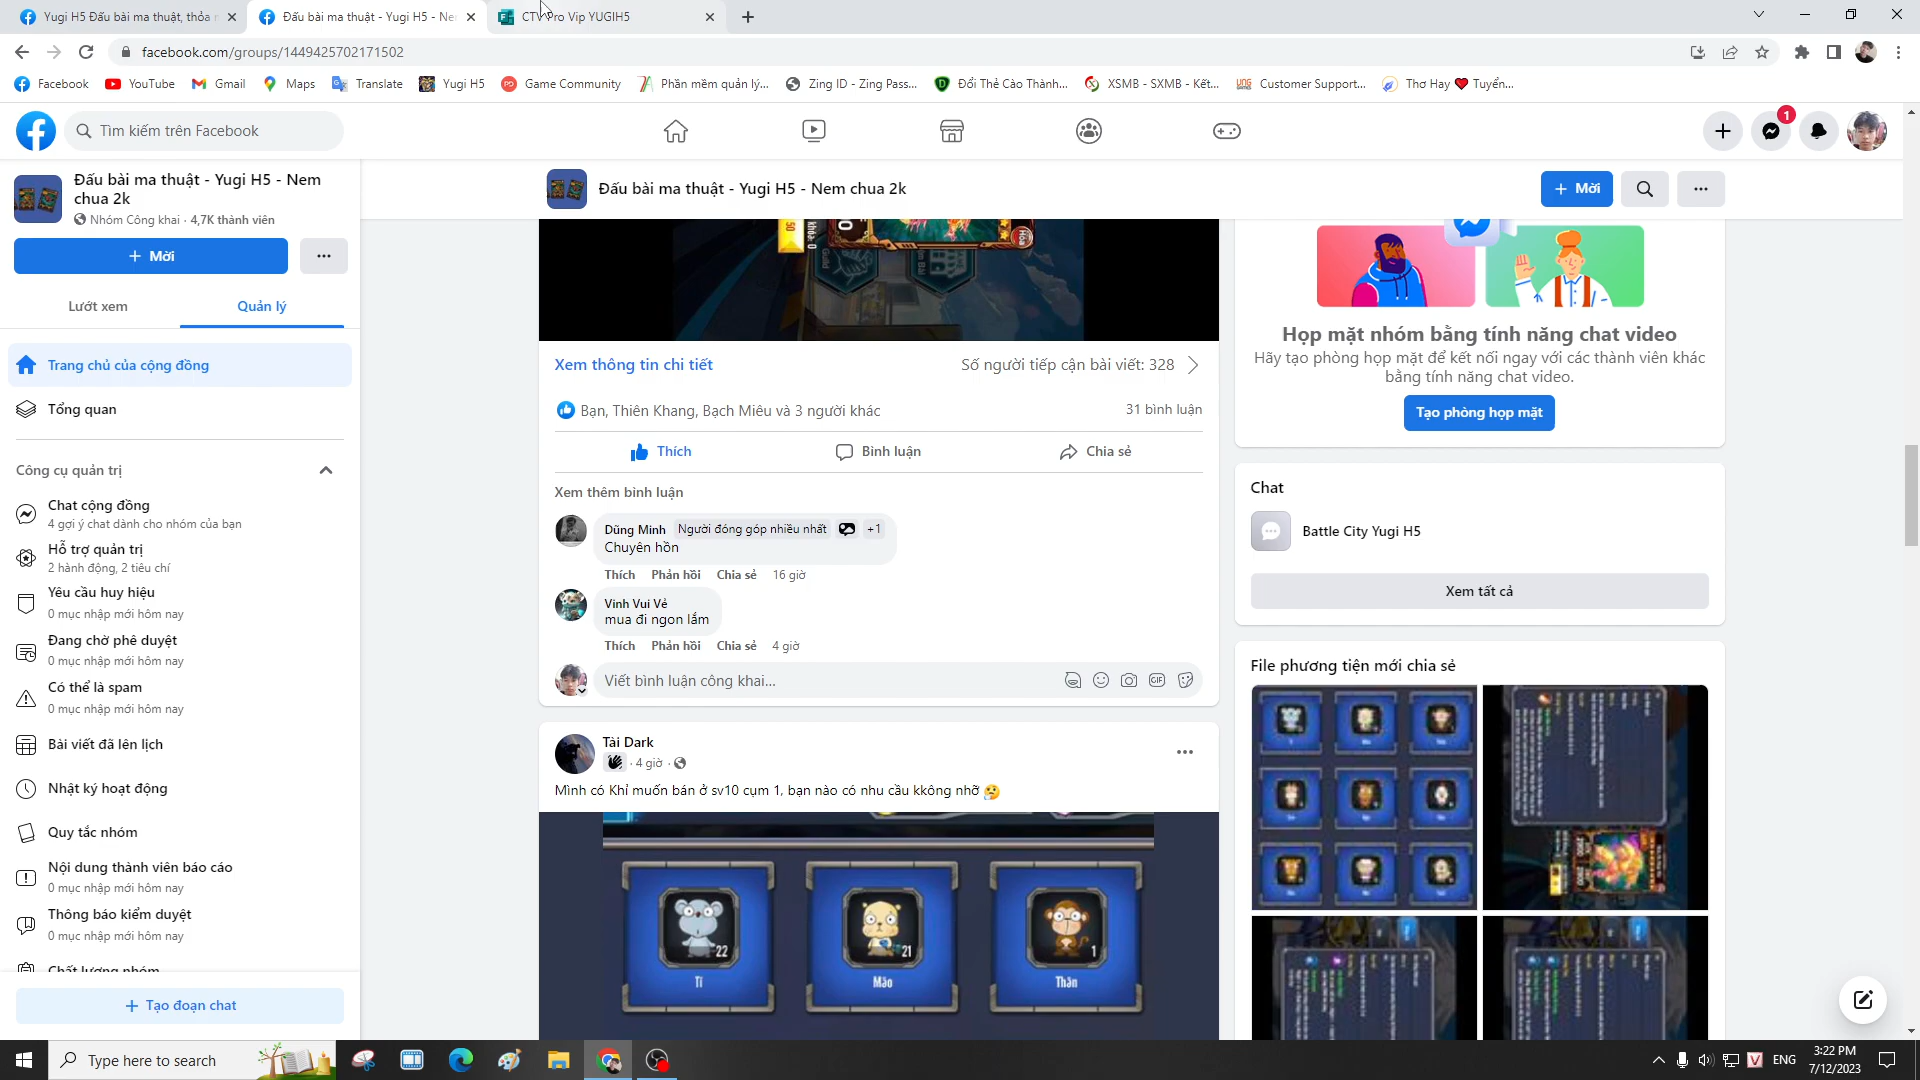 Yugi H5 Đấu bài ma thuật, thỏa
Đấu bài ma thuật - Yugi H5 - Ne
CTV Pro Vip YUGIH5
facebook.com/groups/1449425702171502
Facebook
YouTube
Gmail
Maps
Translate
Yugi H5
Game Community
Phần mềm quản lý...
Zing ID - Zing Pass...
Đổi Thẻ Cào Thành...
XSMB - SXMB - Kết...
Customer Support...
Thơ Hay ❤ Tuyển...
Tìm kiếm trên Facebook
1
Đấu bài ma thuật - Yugi H5 - Nem
chua 2k
Nhóm Công khai · 4,7K thành viên
+ Mời
Lướt xem
Quản lý
Trang chủ của cộng đồng
Tổng quan
Công cụ quản trị
Chat cộng đồng
4 gợi ý chat dành cho nhóm của bạn
Hỗ trợ quản trị
2 hành động, 2 tiêu chí
Yêu cầu huy hiệu
0 mục nhập mới hôm nay
Đang chờ phê duyệt
0 mục nhập mới hôm nay
Có thể là spam
0 mục nhập mới hôm nay
Bài viết đã lên lịch
Nhật ký hoạt động
Quy tắc nhóm
Nội dung thành viên báo cáo
0 mục nhập mới hôm nay
Thông báo kiểm duyệt
0 mục nhập mới hôm nay
Chất lượng nhóm
+ Tạo đoạn chat
Đấu bài ma thuật - Yugi H5 - Nem chua 2k
+ Mời
Xem thông tin chi tiết
Số người tiếp cận bài viết: 328
Bạn, Thiên Khang, Bạch Miêu và 3 người khác
31 bình luận
Thích
Bình luận
Chia sẻ
Xem thêm bình luận
Dũng Minh Người đóng góp nhiều nhất +1
Chuyên hồn
Thích Phản hồi Chia sẻ 16 giờ
Vinh Vui Vẻ
mua đi ngon lắm
Thích Phản hồi Chia sẻ 4 giờ
Viết bình luận công khai...
GIF
Tài Dark
· 4 giờ ·
Mình có Khỉ muốn bán ở sv10 cụm 1, bạn nào có nhu cầu kkông nhỡ 🤔
22
21
1
Tí
Mão
Thân
Họp mặt nhóm bằng tính năng chat video
Hãy tạo phòng họp mặt để kết nối ngay với các thành viên khác
bằng tính năng chat video.
Tạo phòng họp mặt
Chat
Battle City Yugi H5
Xem tất cả
File phương tiện mới chia sẻ
Type here to search
ENG
3:22 PM
7/12/2023